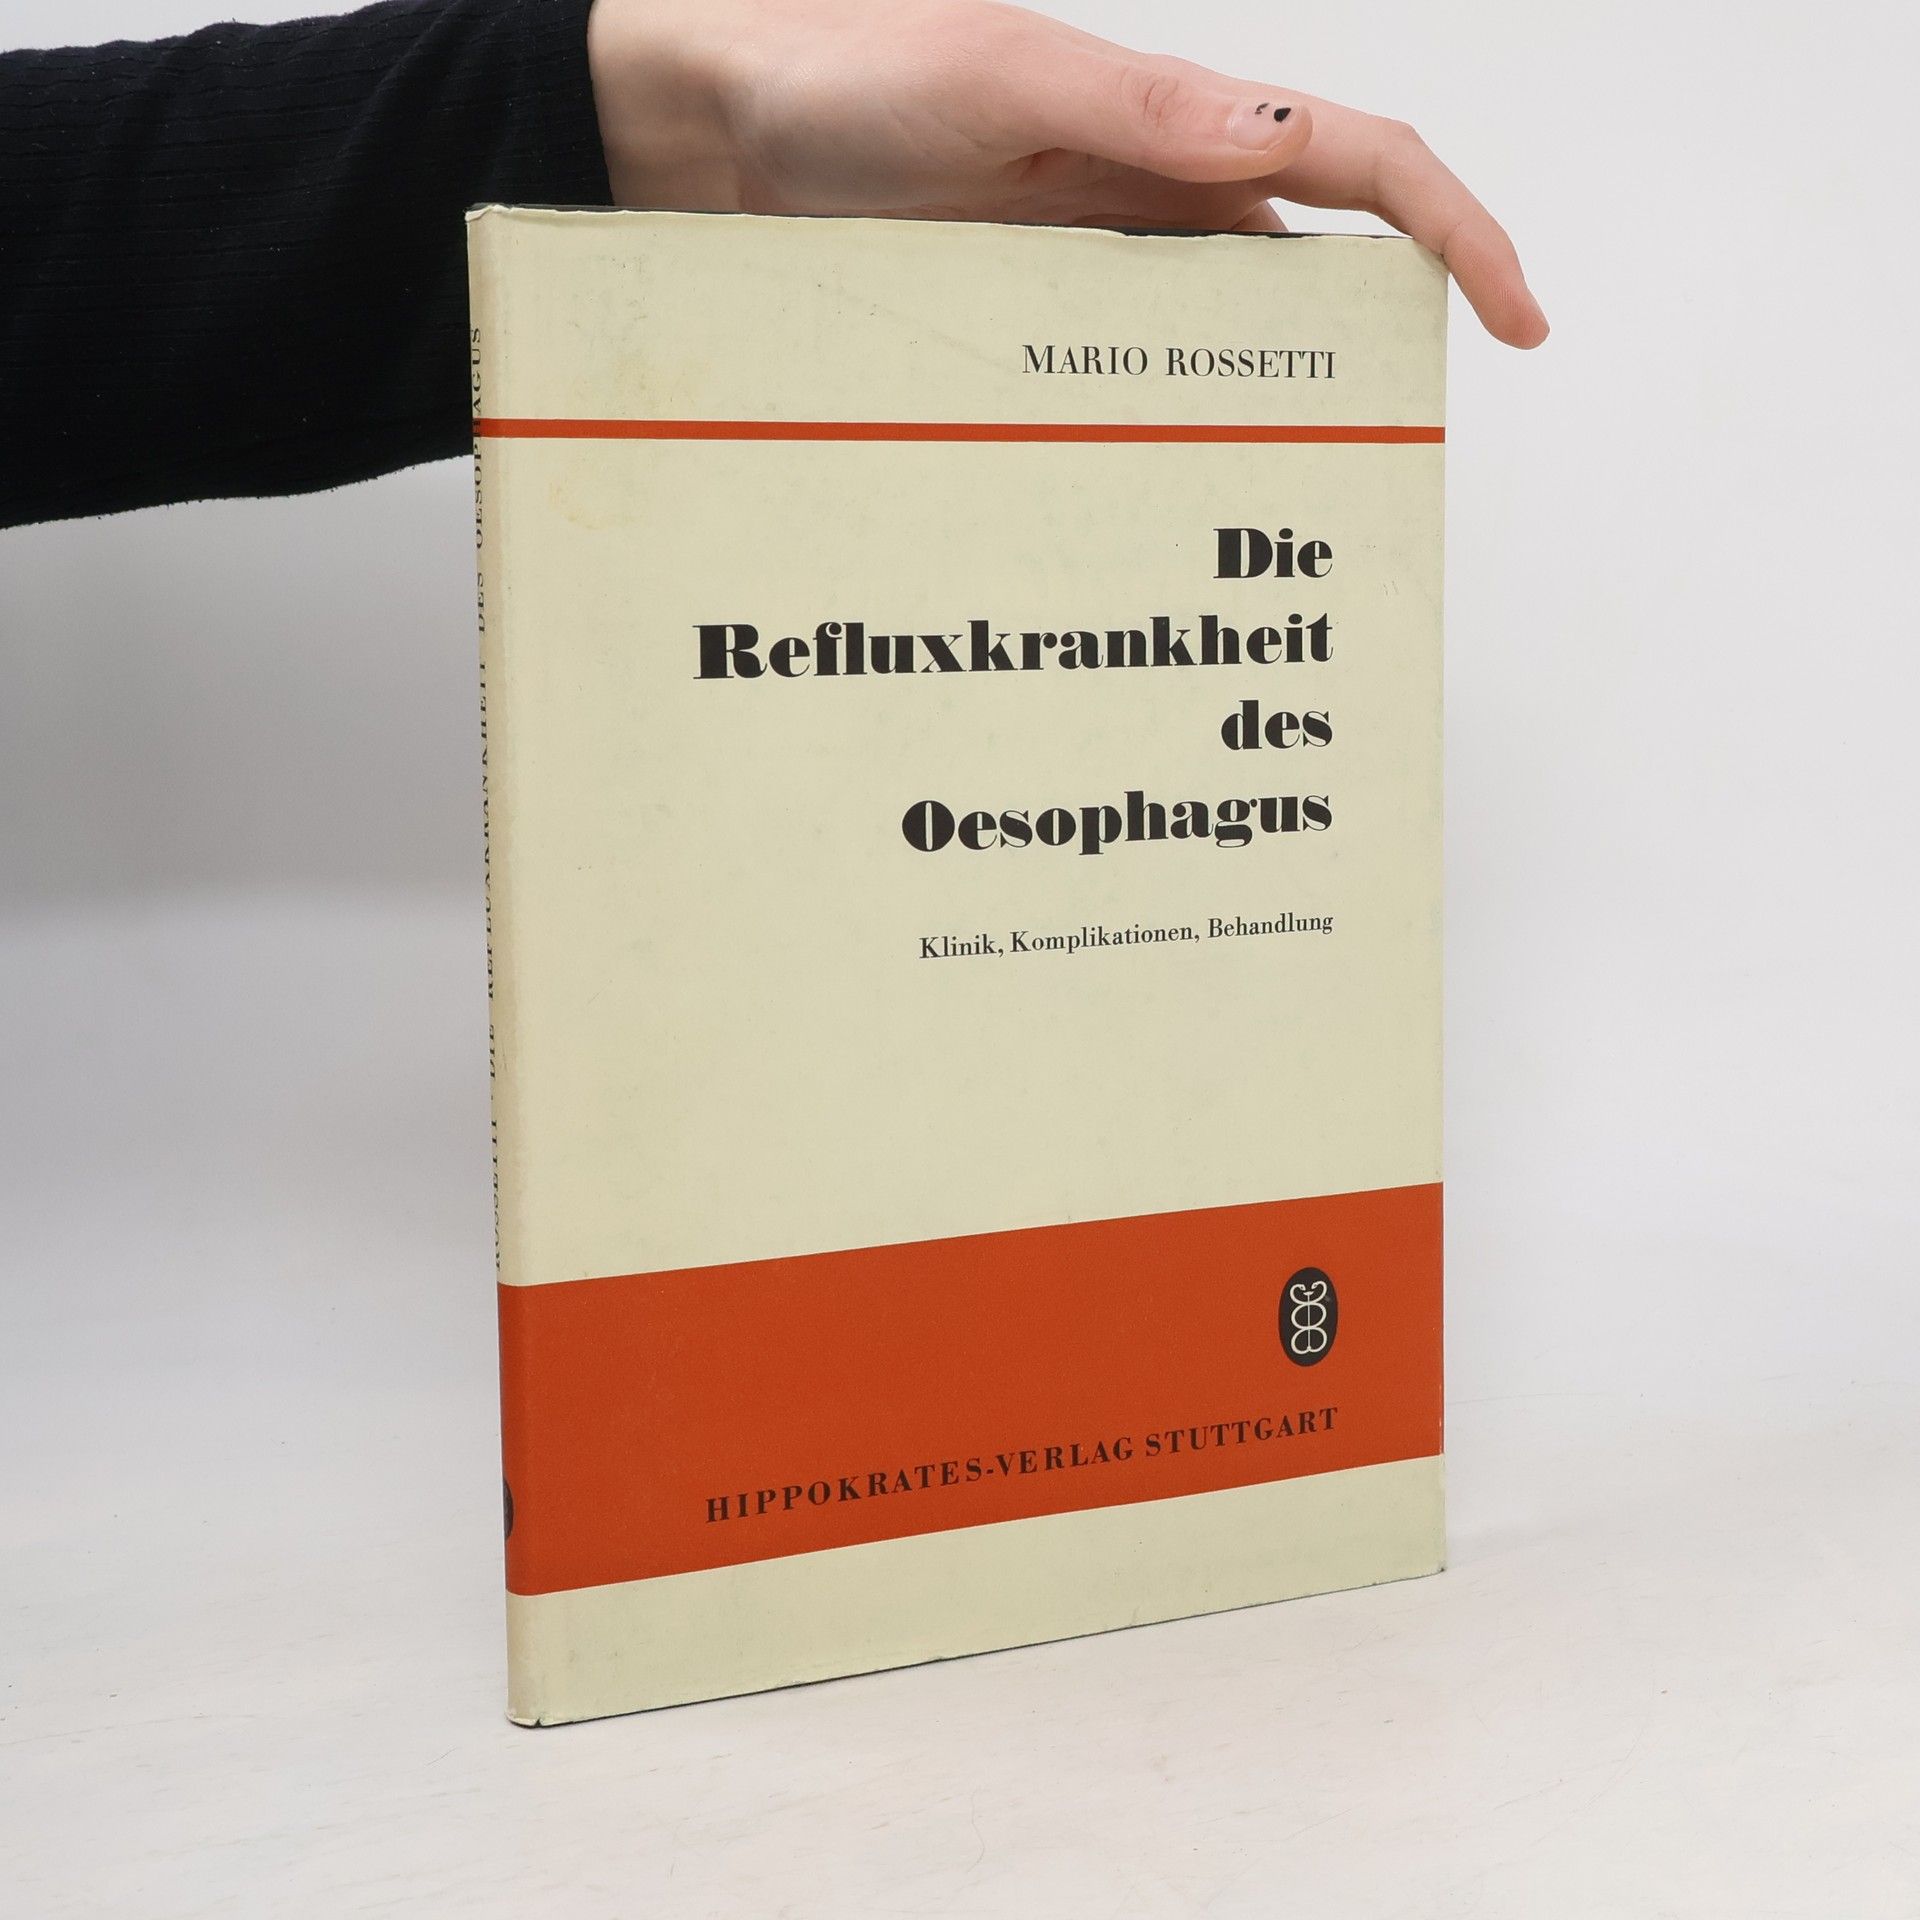 MARIO ROSSETTI
Die
Refluxkrankheit
des
Oesophagus
Klinik, Komplikationen, Behandlung
HIPPOKRATES-VERLAG STUTTGART
ROSSETTI · DIE REFLUXKRANKHEIT DES OESOPHAGUS